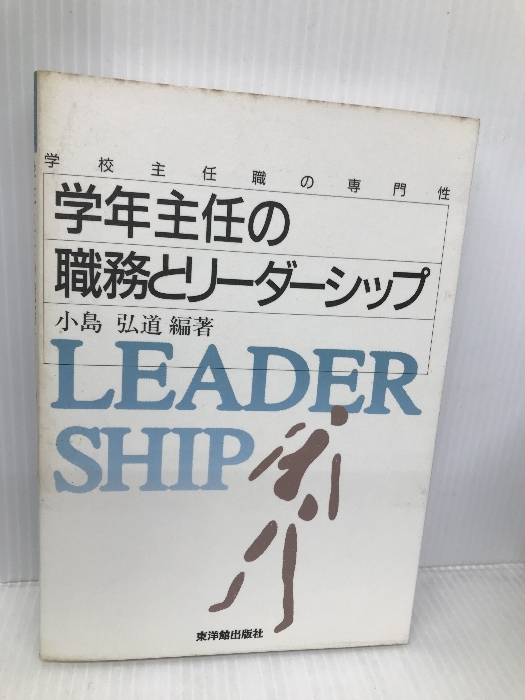 学校主任職の専門性
学年主任の
職務とリーダーシップ
小島 弘道 編著
LEADER
SHIP
東洋館出版社